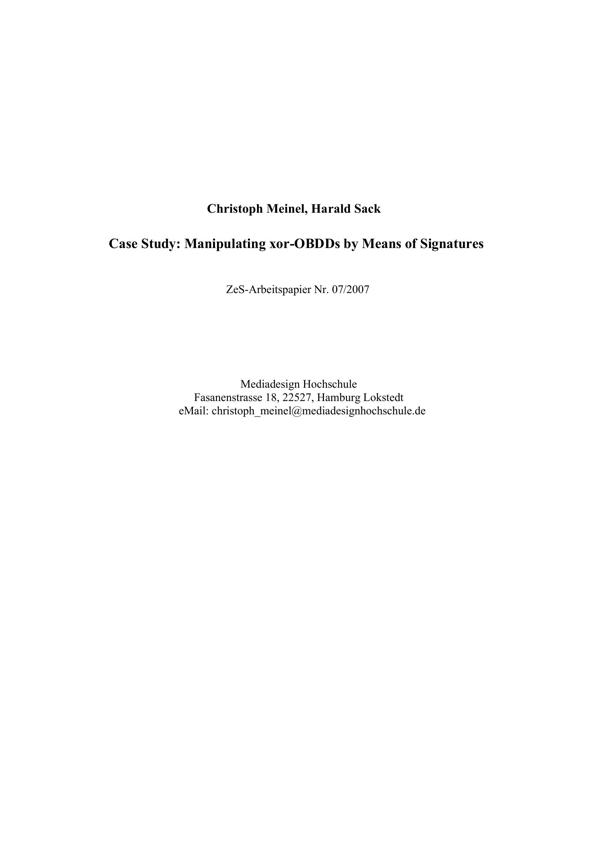 Christoph Meinel, Harald Sack
Case Study: Manipulating xor-OBDDs by Means of Signatures
ZeS-Arbeitspapier Nr. 07/2007
Mediadesign Hochschule
Fasanenstrasse 18, 22527, Hamburg Lokstedt
eMail: christoph_meinel@mediadesignhochschule.de